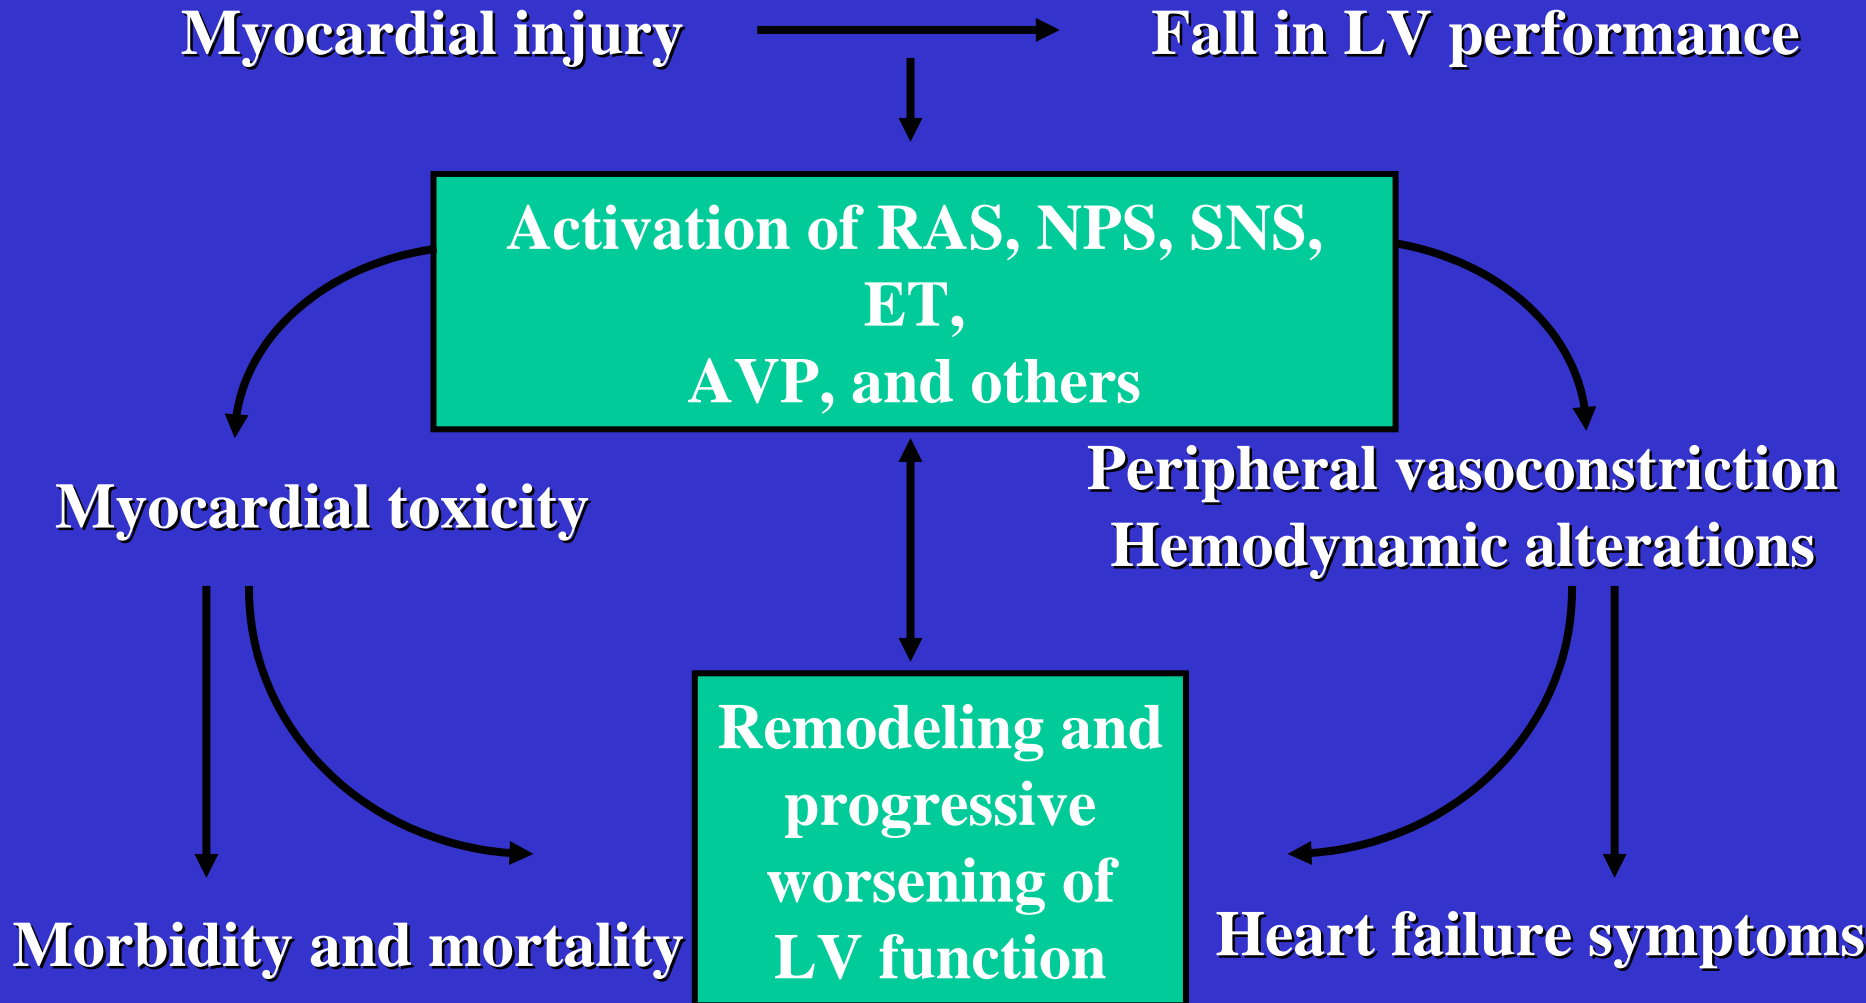 Myocardial injury
Fall in LV performance
Activation of RAS, NPS, SNS,
ET,
AVP, and others
Myocardial toxicity
Peripheral vasoconstriction
Hemodynamic alterations
Remodeling and
progressive
worsening of
LV function
Morbidity and mortality
Heart failure symptoms